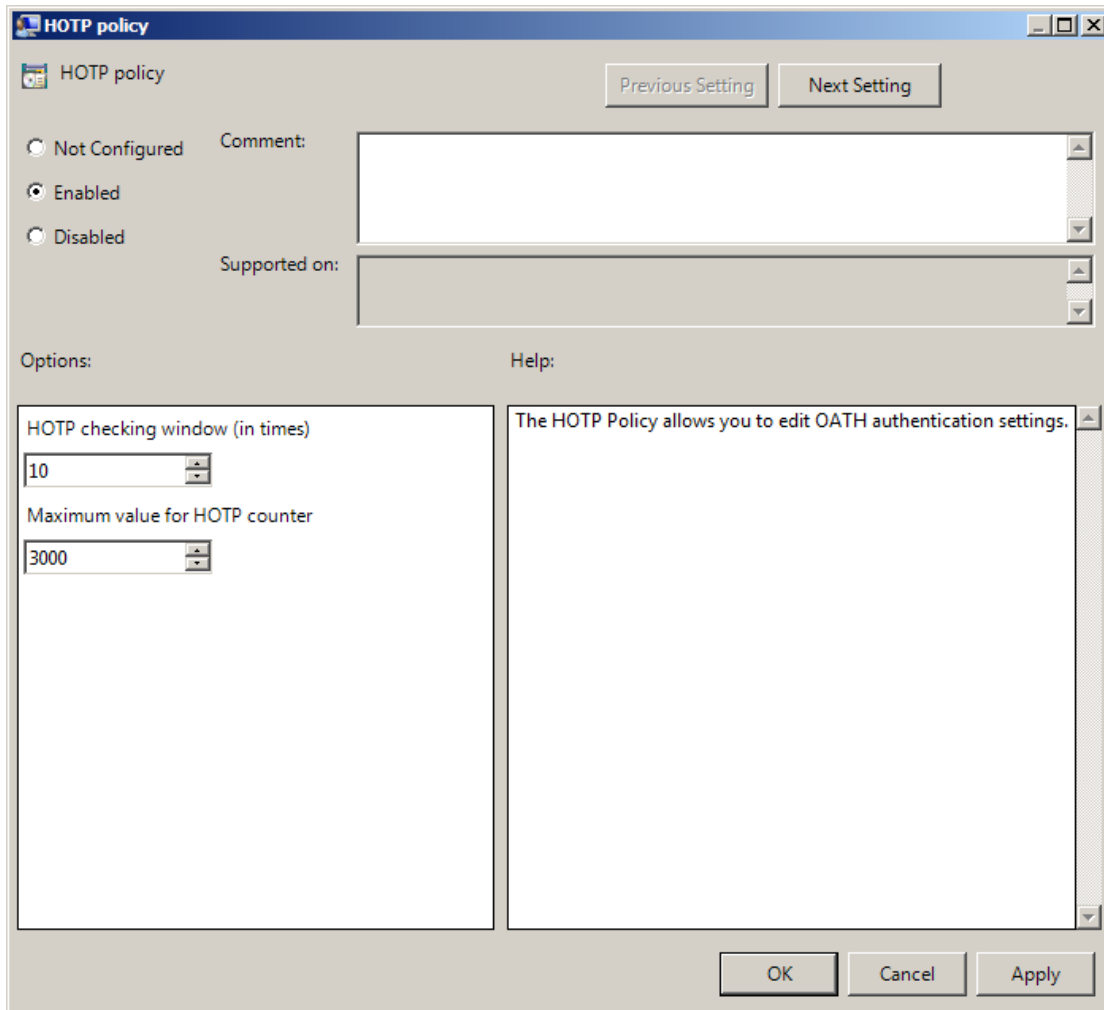 HOTP policy
HOTP policy
Previous Setting
Next Setting
Not Configured
Comment:
Enabled
Disabled
Supported on:
Options:
Help:
HOTP checking window (in times)
10
Maximum value for HOTP counter
3000
The HOTP Policy allows you to edit OATH authentication settings.
OK
Cancel
Apply